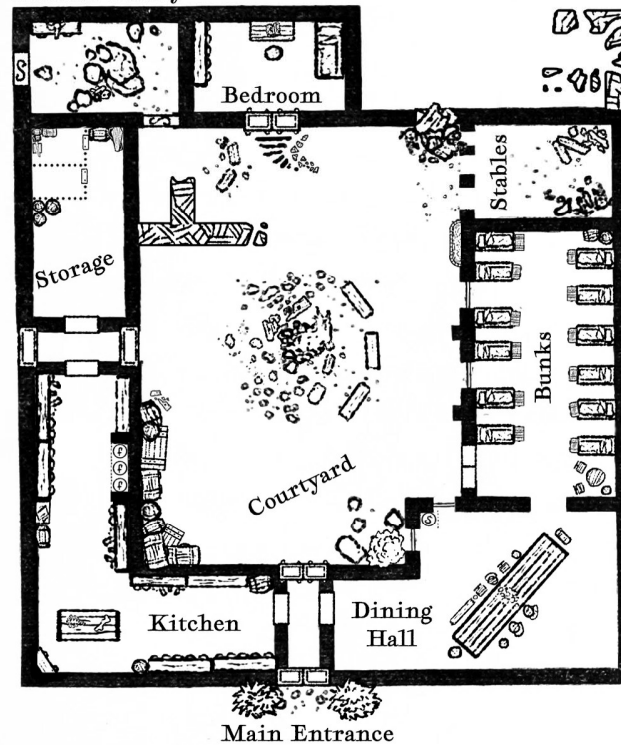 S
Bedroom
S
Stables
Storage
Bunks
Courtyard
f
f
f
S
Kitchen
Dining
Hall
Main Entrance